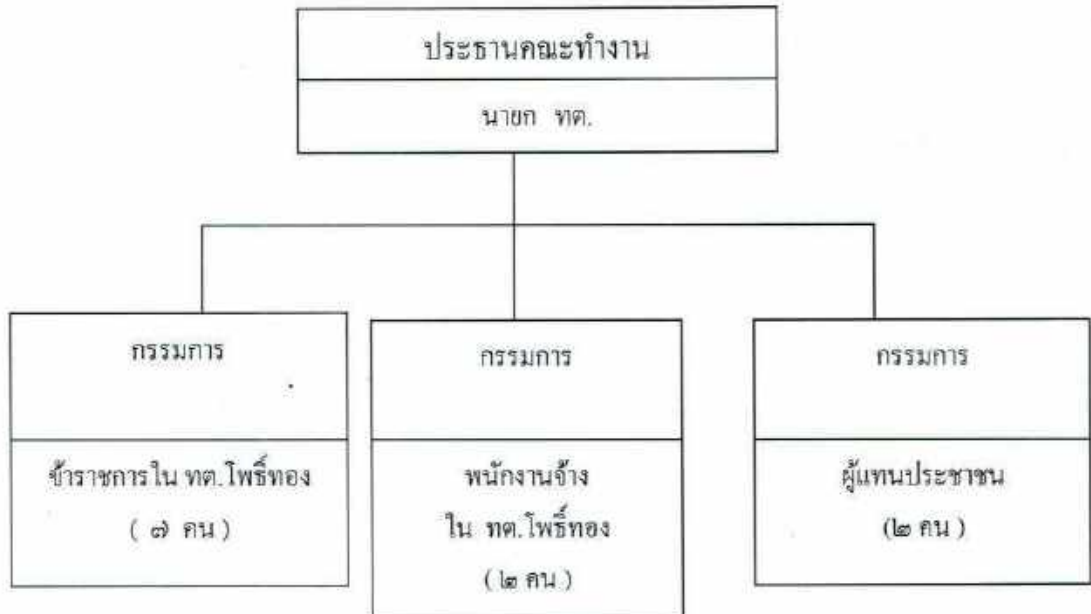 ประธานคณะทำงาน
นายก ทต.
กรรมการ
ข้าราชการใน ทต.โพธิ์ทอง
( ๗ คน )
กรรมการ
พนักงานจ้าง
ใน ทต.โพธิ์ทอง
( ๒ คน )
กรรมการ
ผู้แทนประชาชน
(๒ คน )